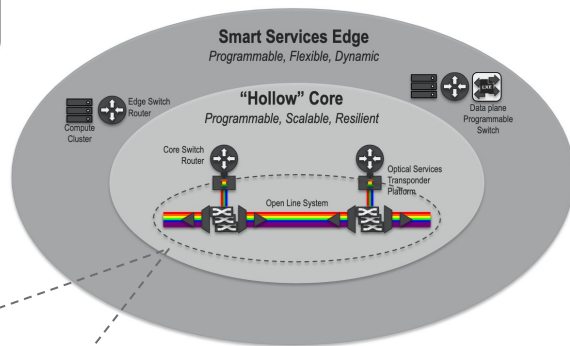 Smart Services Edge
Programmable, Flexible, Dynamic
Edge Switch
Router
Compute
Cluster
Data plane
Programmable
Switch
“Hollow” Core
Programmable, Scalable, Resilient
Core Switch
Router
Optical Services
Transponder
Platform
Open Line System